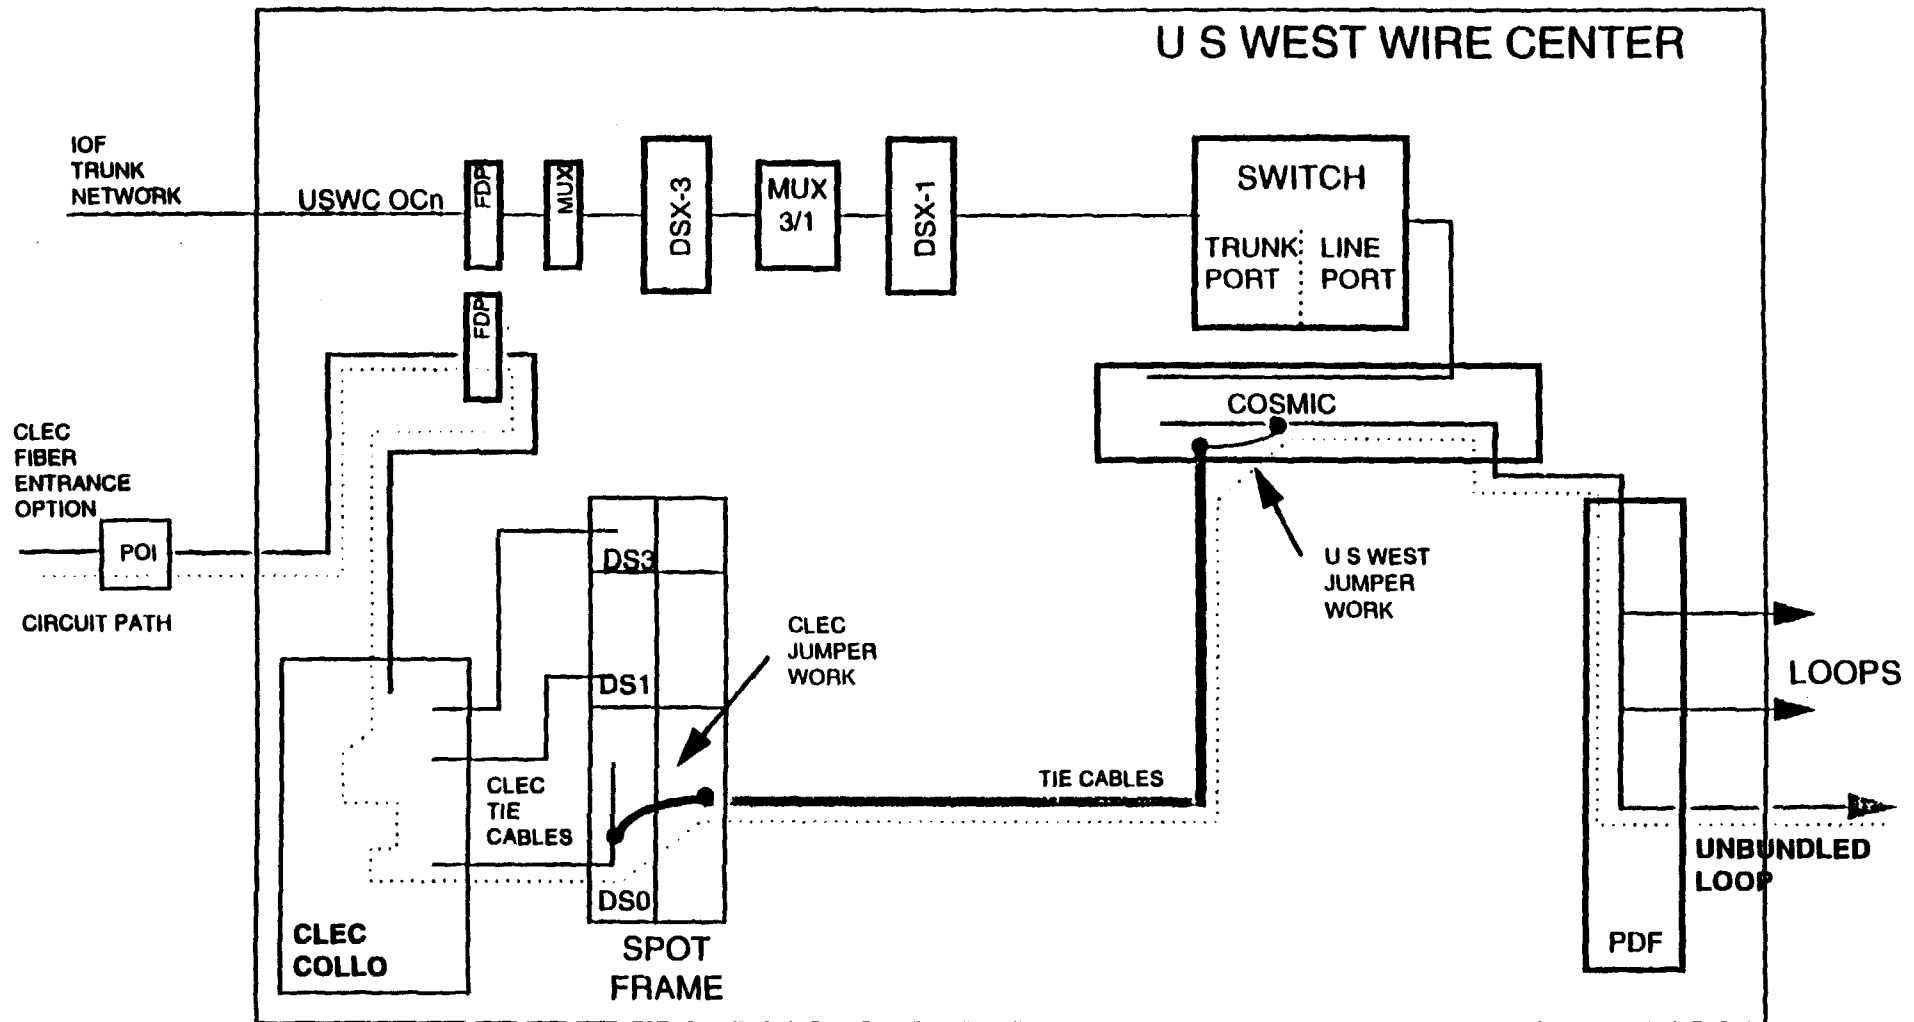 U S WEST WIRE CENTER
IOF
TRUNK
NETWORK
USWC OCn
FDP
MUX
DSX-3
MUX
3/1
DSX-1
SWITCH
TRUNK
PORT
LINE
PORT
FDP
COSMIC
CLEC
FIBER
ENTRANCE
OPTION
POI
CIRCUIT PATH
DS3
U S WEST
JUMPER
WORK
CLEC
JUMPER
WORK
DS1
LOOPS
CLEC
TIE
CABLES
TIE CABLES
UNBUNDLED
LOOP
DS0
CLEC
COLLO
SPOT
FRAME
PDF